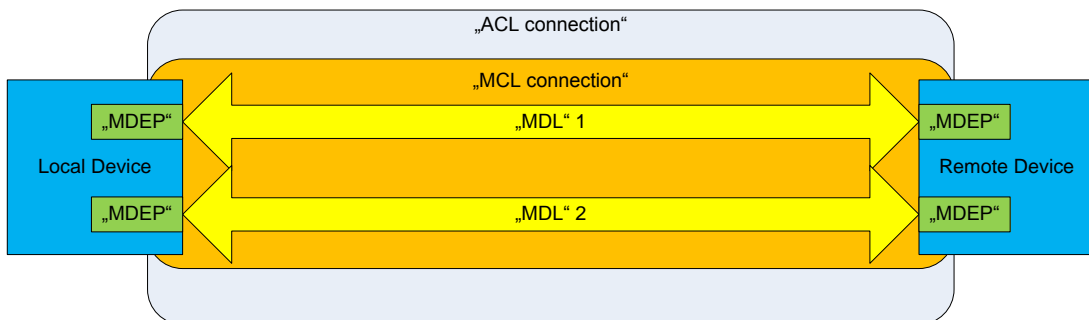 „ACL connection“
„MCL connection“
„MDEP“
„MDL“ 1
„MDEP“
Local Device
Remote Device
„MDEP“
„MDL“ 2
„MDEP“